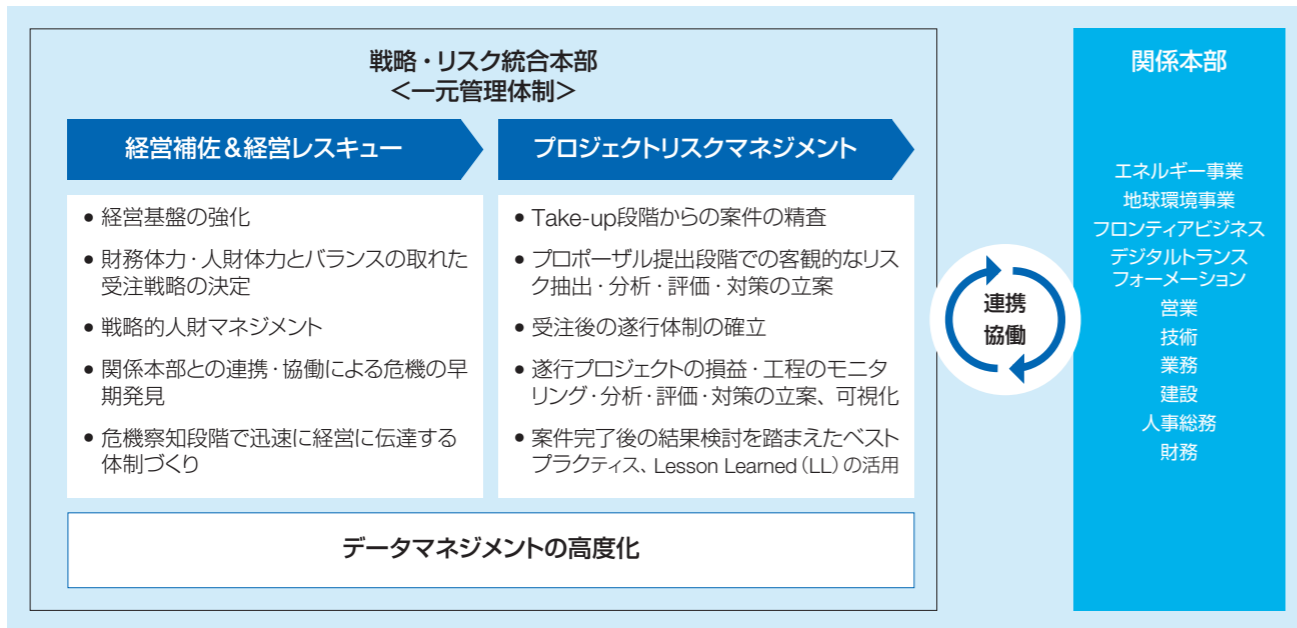 戦略・リスク統合本部
＜一元管理体制＞
経営補佐＆経営レスキュー
• 経営基盤の強化
• 財務体力・人財体力とバランスの取れた
受注戦略の決定
• 戦略的人財マネジメント
• 関係本部との連携・協働による危機の早
期発見
• 危機察知段階で迅速に経営に伝達する
体制づくり
プロジェクトリスクマネジメント
• Take-up段階からの案件の精査
• プロポーザル提出段階での客観的なリス
ク抽出・分析・評価・対策の立案
• 受注後の遂行体制の確立
• 遂行プロジェクトの損益・工程のモニタ
リング・分析・評価・対策の立案、可視化
• 案件完了後の結果検討を踏まえたベスト
プラクティス、Lesson Learned（LL）の活用
データマネジメントの高度化
連携
協働
関係本部
エネルギー事業
地球環境事業
フロンティアビジネス
デジタルトランス
フォーメーション
営業
技術
業務
建設
人事総務
財務